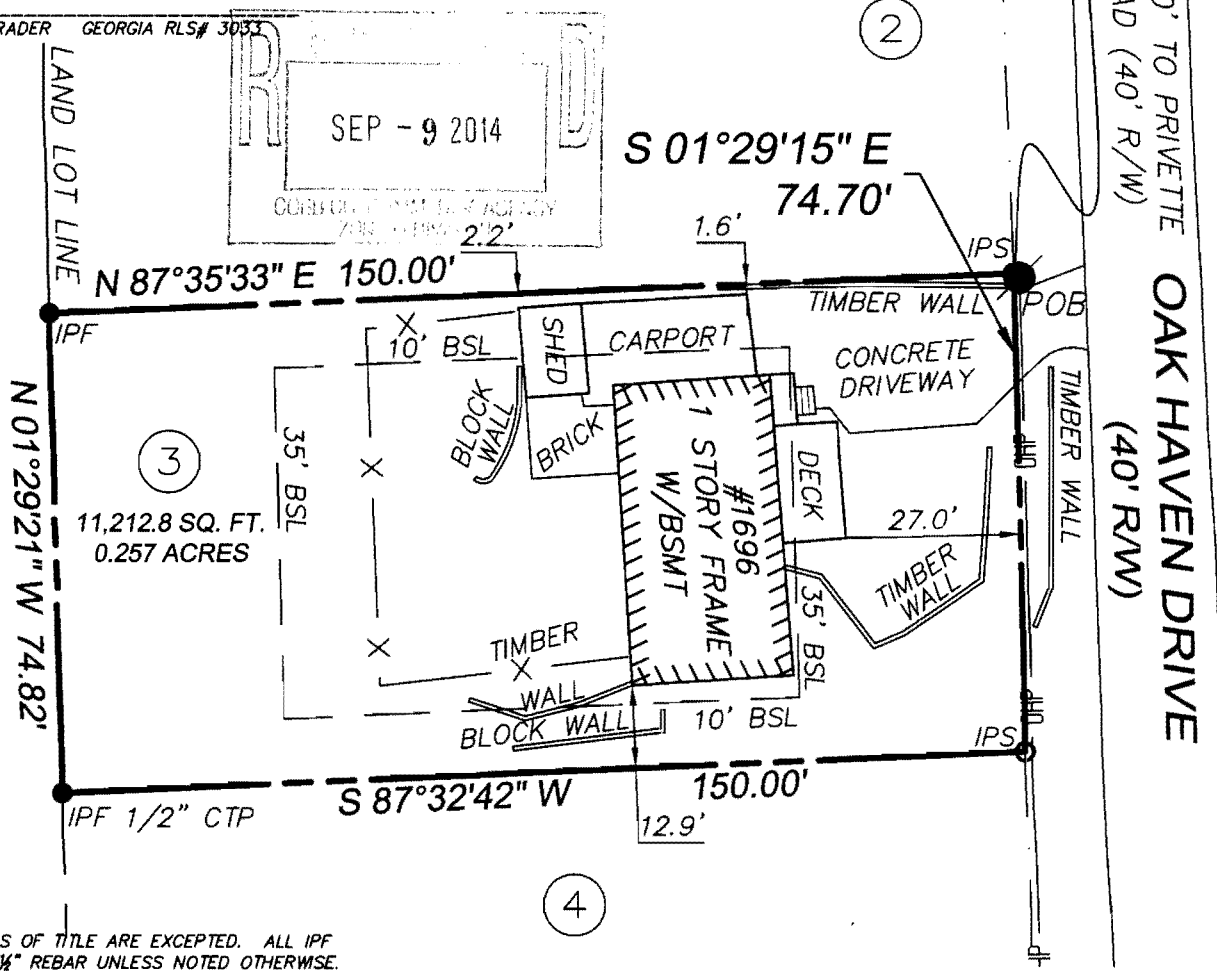 RADER GEORGIA RLS# 3033
LAND LOT LINE
R D
SEP - 9 2014
2
0' TO PRIVETTE
AD (40' R/W)
OAK HAVEN DRIVE
(40' R/W)
S 01°29'15" E
74.70'
2.2'
1.6'
IPS
N 87°35'33" E 150.00'
TIMBER WALL
POB
IPF
10' BSL
SHED
CARPORT
CONCRETE
DRIVEWAY
TIMBER WALL
BLOCK
WALL
BRICK
N 01°29'21" W 74.82'
3
11,212.8 SQ. FT.
0.257 ACRES
35' BSL
#1696
1 STORY FRAME
W/BSMT
DECK
27.0'
TIMBER
WALL
35' BSL
TIMBER
WALL
BLOCK WALL
10' BSL
IPS
IPF 1/2" CTP
S 87°32'42" W 150.00'
12.9'
4
S OF TITLE ARE EXCEPTED. ALL IPF
½" REBAR UNLESS NOTED OTHERWISE.